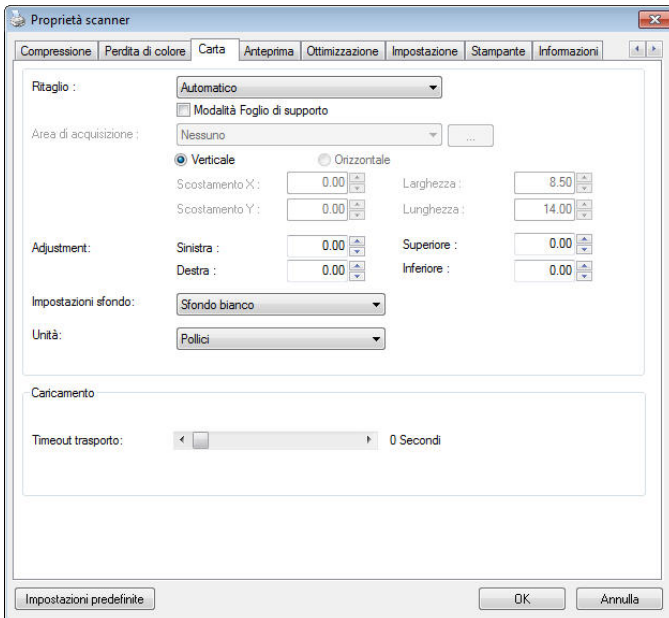 Proprietà scanner
Compressione Perdita di colore Carta Anteprima Ottimizzazione Impostazione Stampante Informazioni
Ritaglio : Automatico
Modalità Foglio di supporto
Area di acquisizione : Nessuno ...
Verticale Orizzontale
Scostamento X : 0.00 Larghezza : 8.50
Scostamento Y : 0.00 Lunghezza : 14.00
Adjustment: Sinistra : 0.00 Superiore : 0.00
Destra : 0.00 Inferiore : 0.00
Impostazioni sfondo: Sfondo bianco
Unità: Pollici
Caricamento
Timeout trasporto: 0 Secondi
Impostazioni predefinite OK Annulla